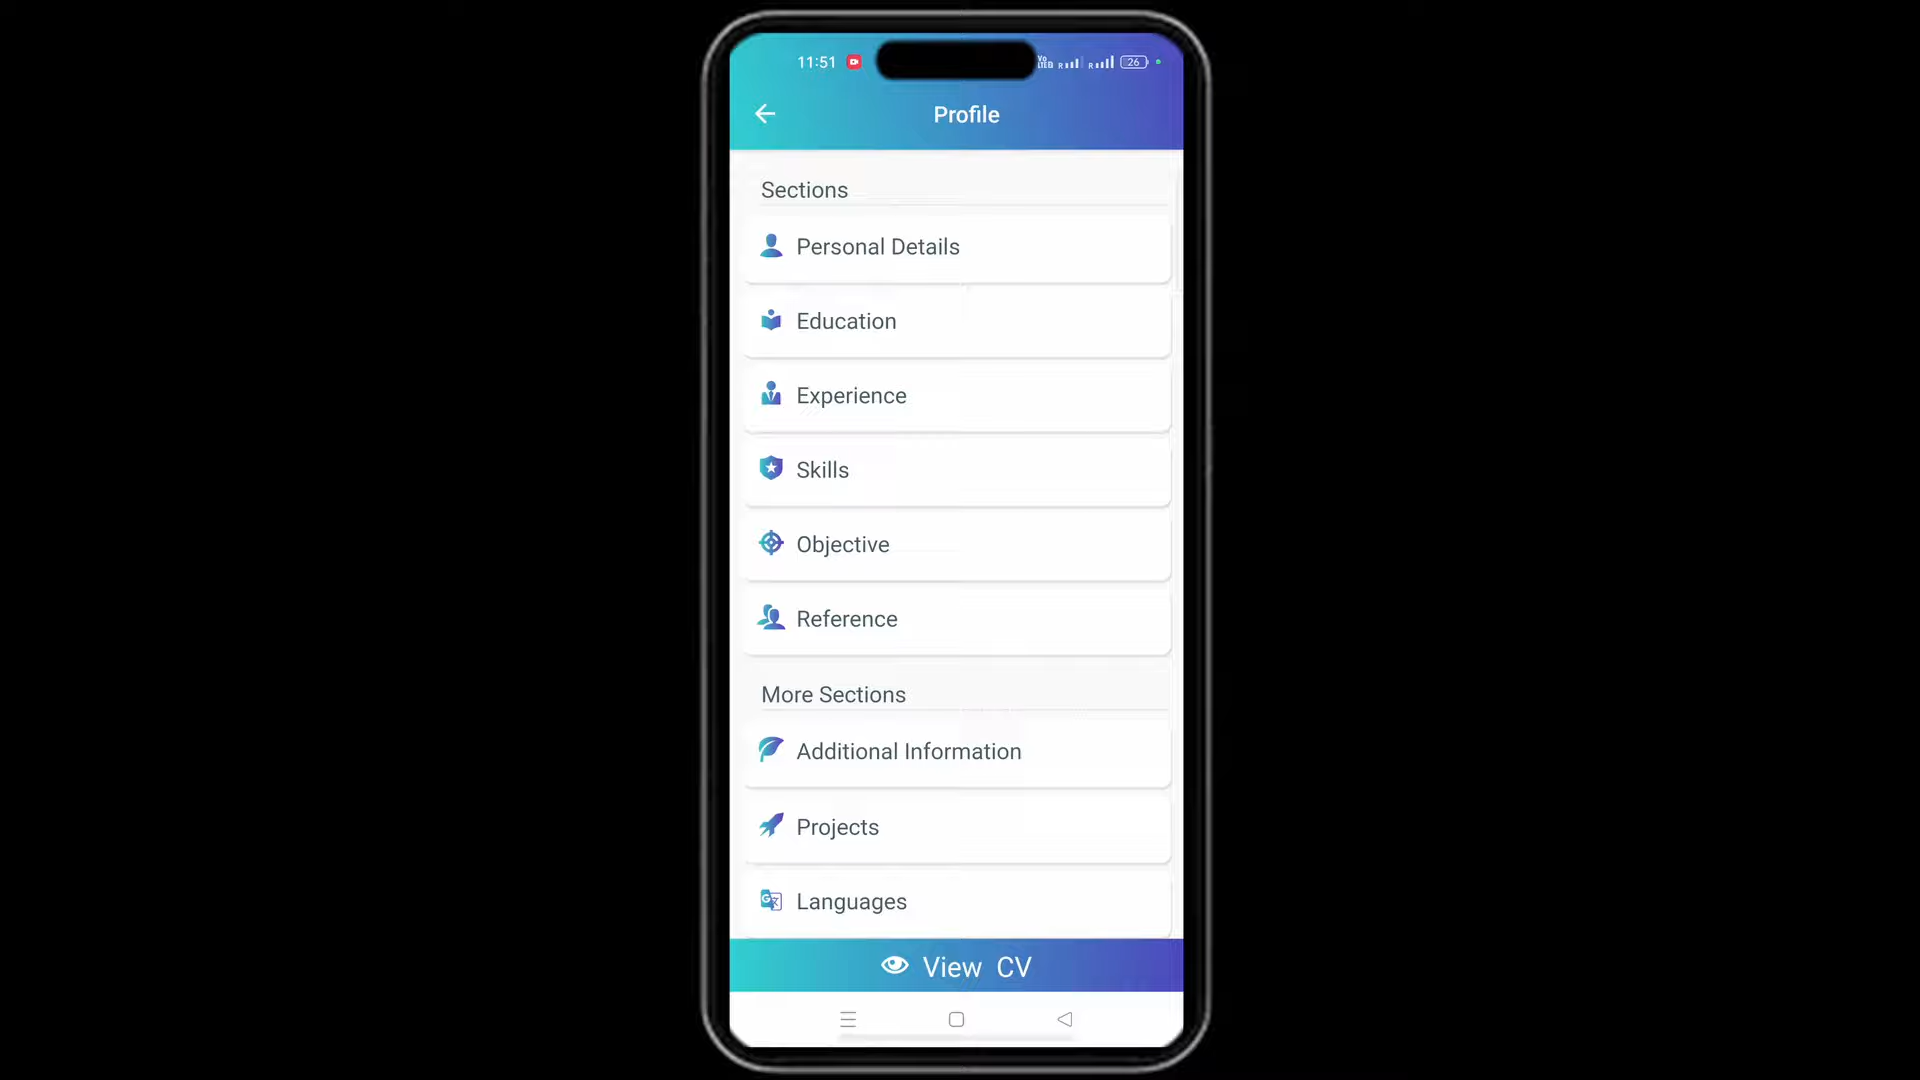 11:51
26
Profile
Sections
Personal Details
Education
Experience
Skills
Objective
Reference
More Sections
Additional Information
Projects
Languages
View CV